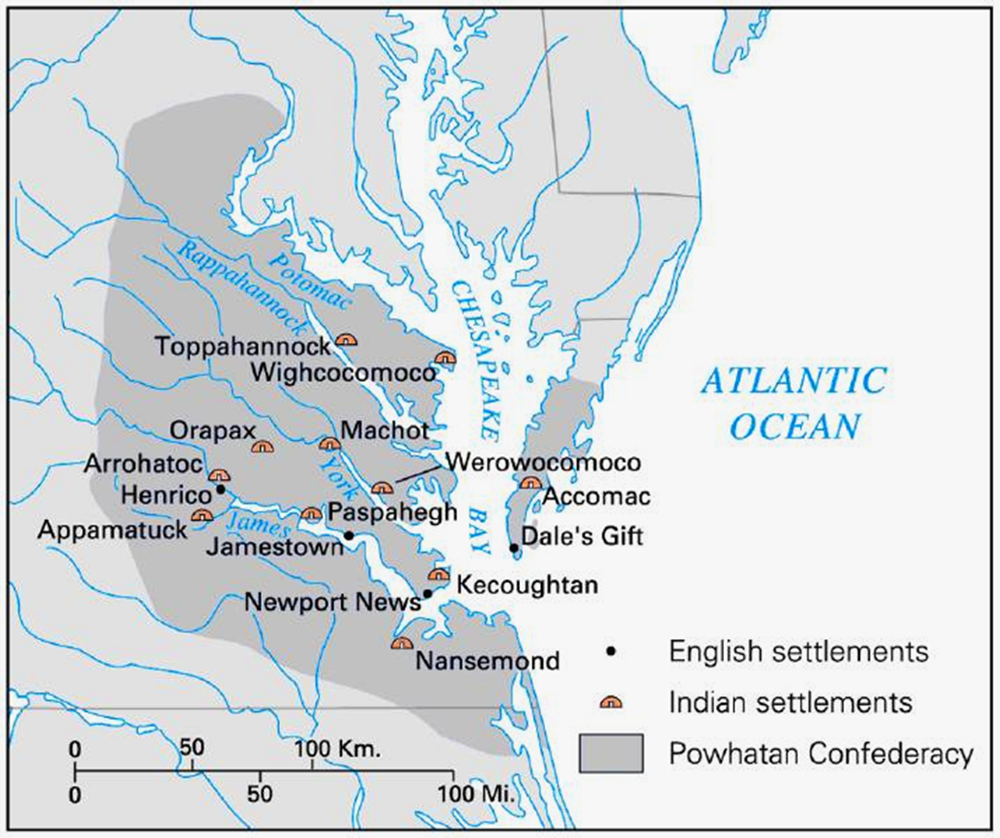 Potomac
Rappahannock
CHESAPEAKE
BAY
Toppahannock
Wighcocomoco
ATLANTIC
OCEAN
Orapax
Machot
Arrohatoc
York
Werowocomoco
Henrico
Accomac
Appamatuck
James
Paspahegh
Jamestown
Dale's Gift
Kecoughtan
Newport News
Nansemond
English settlements
Indian settlements
Powhatan Confederacy
0 50 100 Km.
0 50 100 Mi.